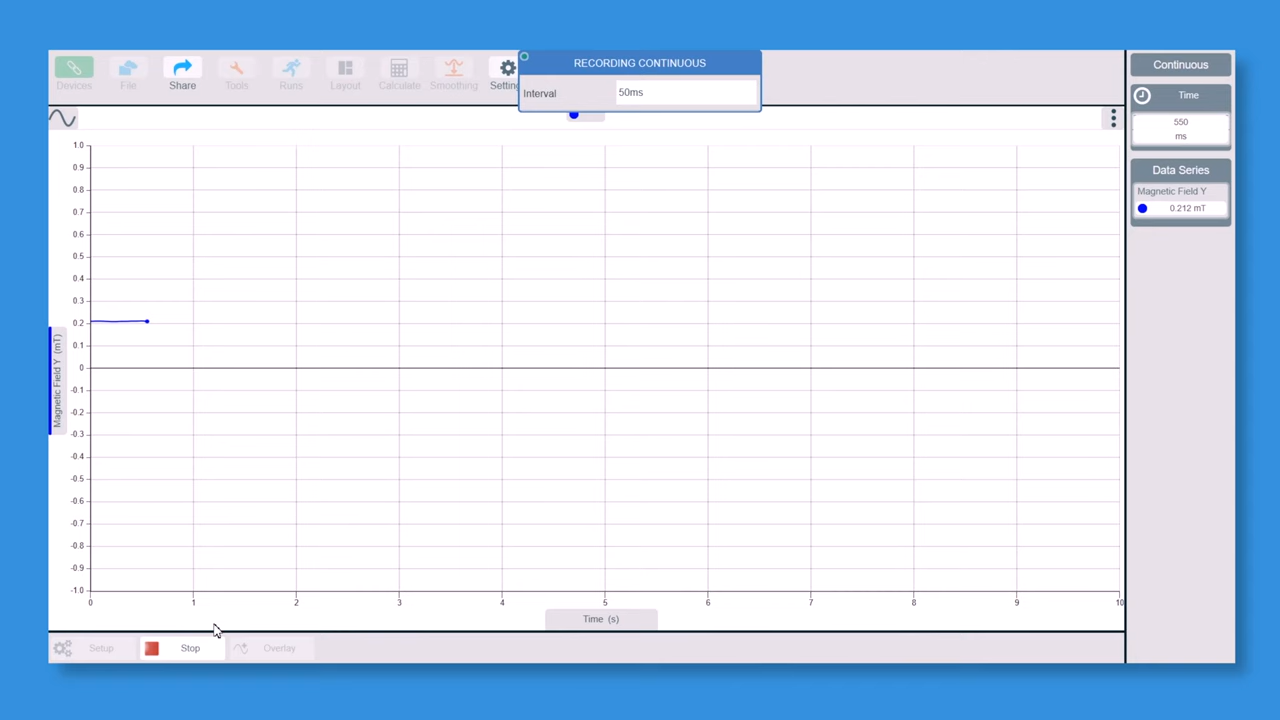 RECORDING CONTINUOUS
Interval 50ms
Devices File Share Tools Runs Layout Calculate Smoothing
Continuous
Time
550
ms
Data Series
Magnetic Field Y
0.212 mT
1.0
0.9
0.8
0.7
0.6
0.5
0.4
0.3
0.2
0.1
0
-0.1
-0.2
-0.3
-0.4
-0.5
-0.6
-0.7
-0.8
-0.9
-1.0
Magnetic Field Y (mT)
0 1 2 3 4 5 6 7 8 9 10
Time (s)
Setup Stop Overlay